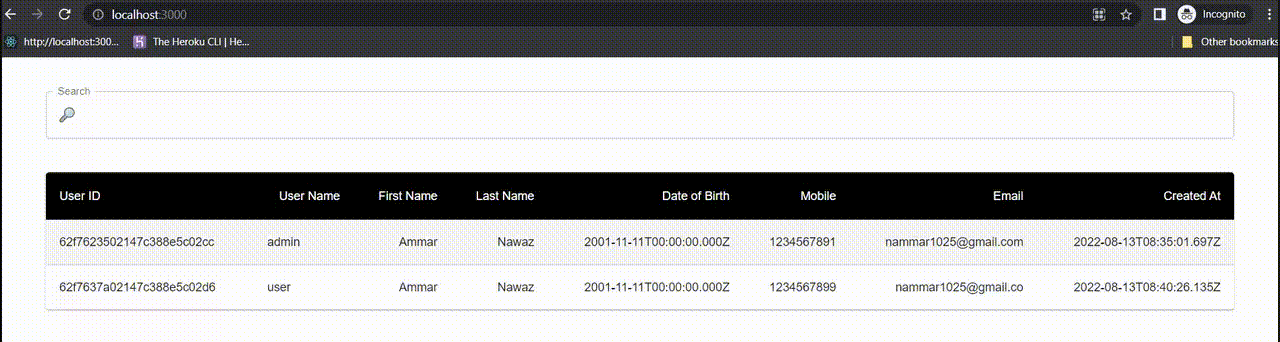 localhost:3000
Incognito
http://localhost:300...
The Heroku CLI | He...
Other bookmarks
Search
User ID User Name First Name Last Name Date of Birth Mobile Email Created At
62f7623502147c388e5c02cc admin Ammar Nawaz 2001-11-11T00:00:00.000Z 1234567891 nammar1025@gmail.com 2022-08-13T08:35:01.697Z
62f7637a02147c388e5c02d6 user Ammar Nawaz 2001-11-11T00:00:00.000Z 1234567899 nammar1025@gmail.co 2022-08-13T08:40:26.135Z